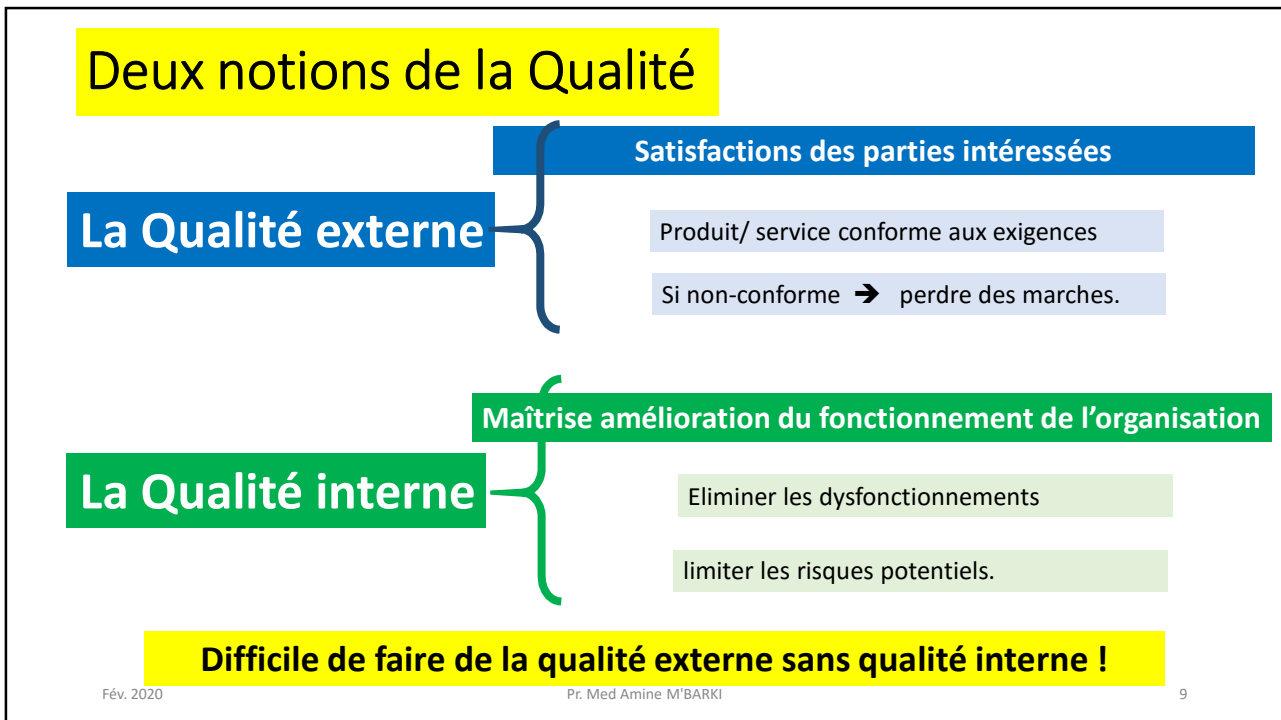 Deux notions de la Qualité
Satisfactions des parties intéressées
La Qualité externe
Produit/ service conforme aux exigences
Si non-conforme ➔ perdre des marches.
Maîtrise amélioration du fonctionnement de l’organisation
La Qualité interne
Eliminer les dysfonctionnements
limiter les risques potentiels.
Difficile de faire de la qualité externe sans qualité interne !
Fév. 2020 Pr. Med Amine M'BARKI 9